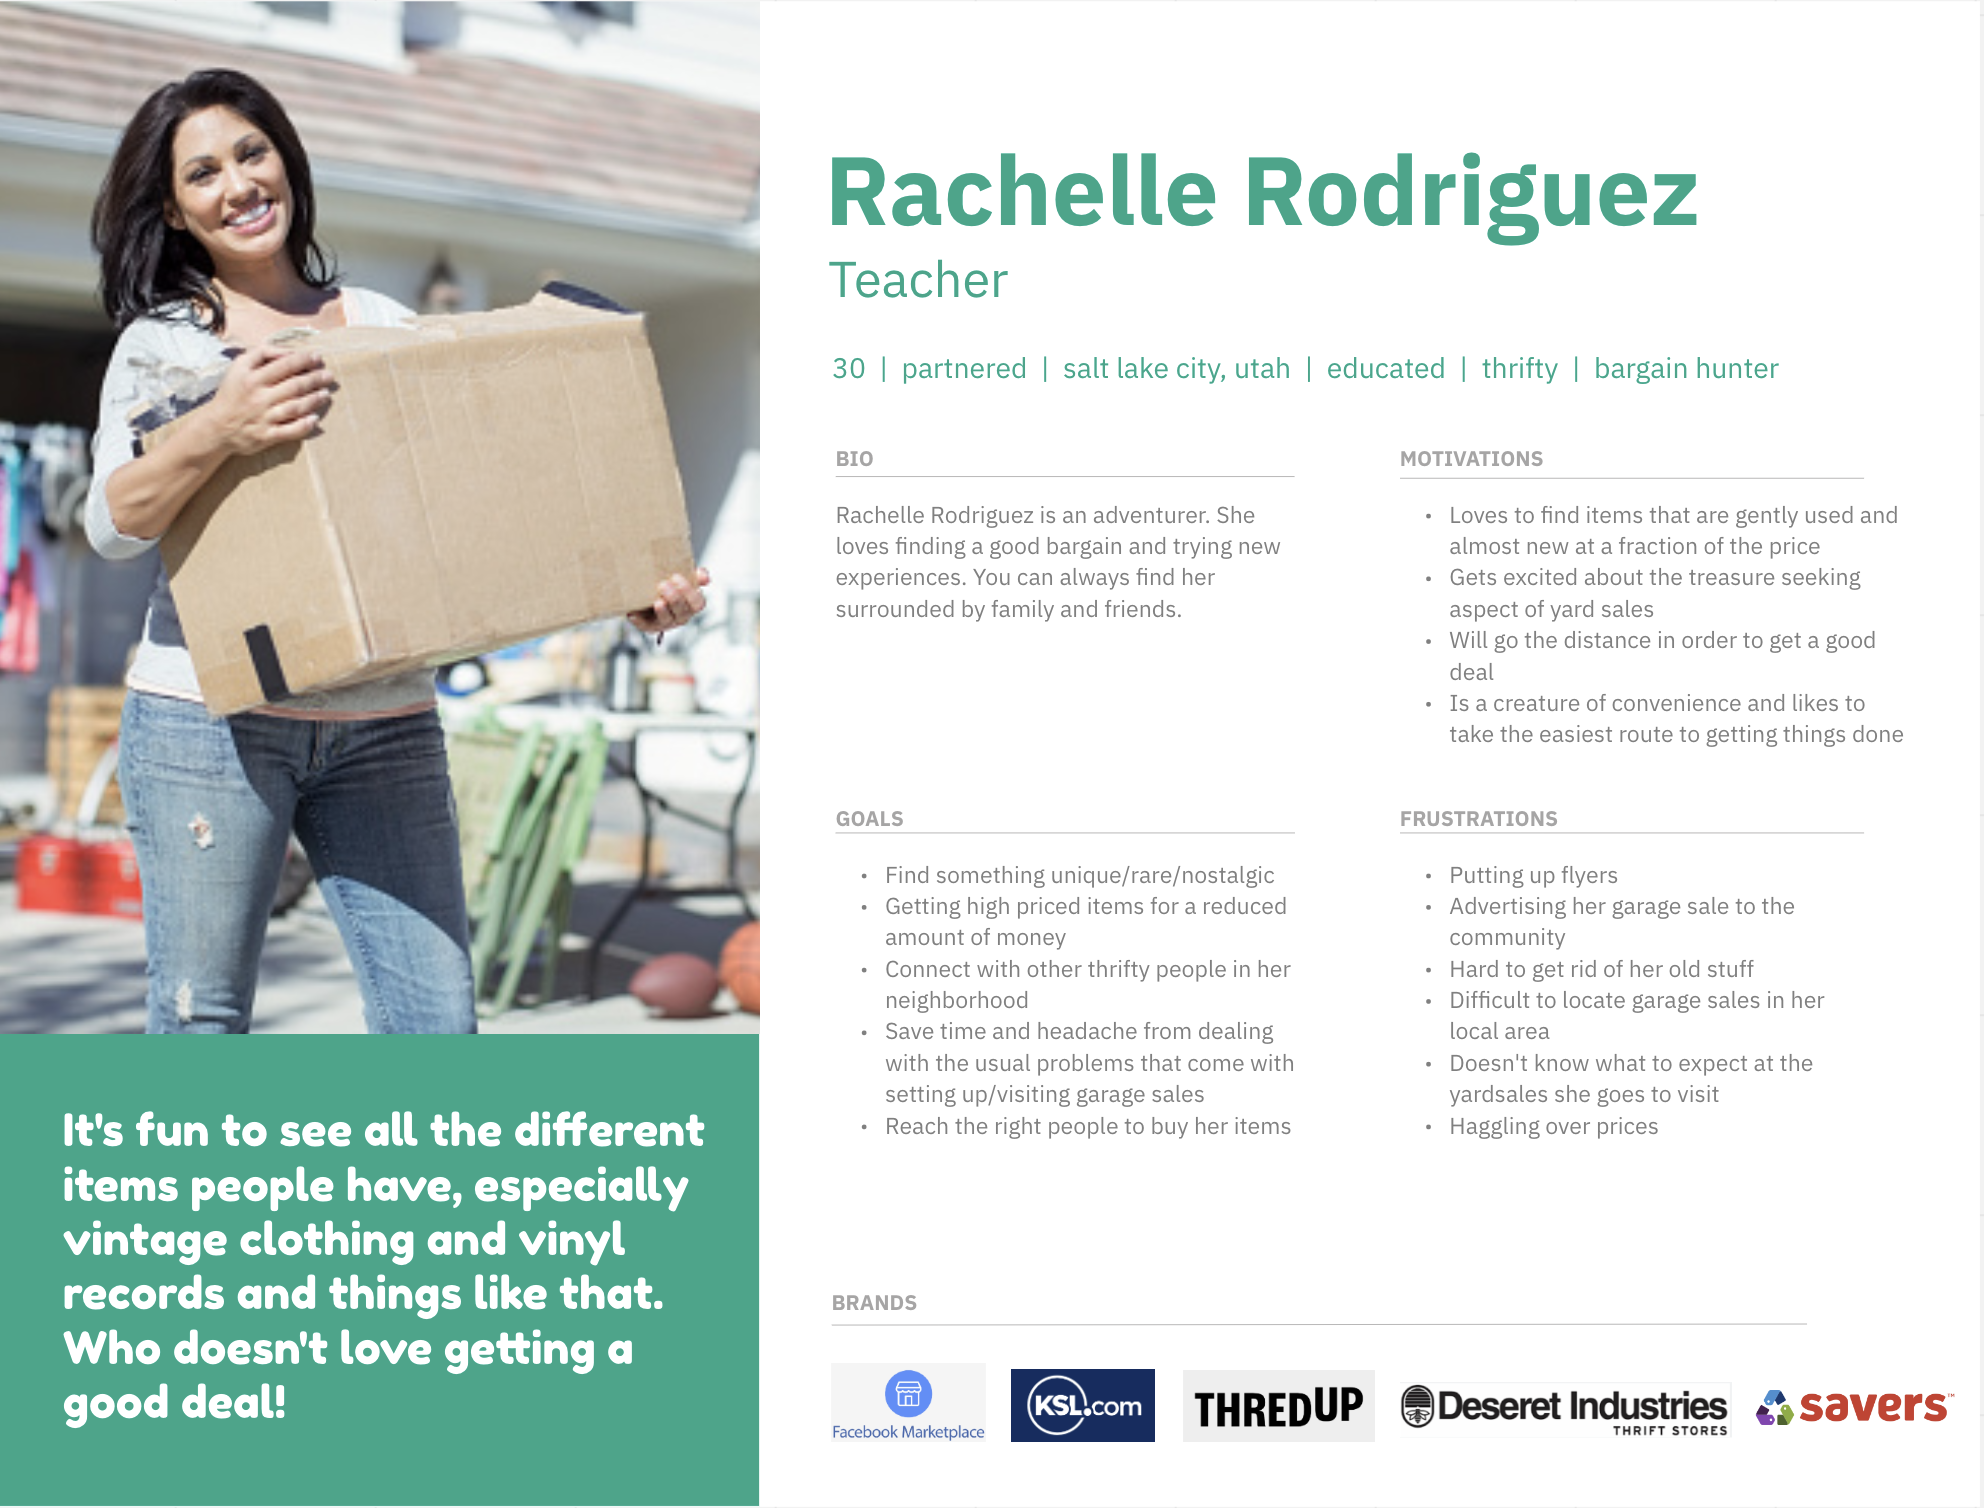 Rachelle Rodriguez
Teacher
30 | partnered | salt lake city, utah | educated | thrifty | bargain hunter
BIO
Rachelle Rodriguez is an adventurer. She
loves finding a good bargain and trying new
experiences. You can always find her
surrounded by family and friends.
MOTIVATIONS
• Loves to find items that are gently used and
almost new at a fraction of the price
• Gets excited about the treasure seeking
aspect of yard sales
• Will go the distance in order to get a good
deal
• Is a creature of convenience and likes to
take the easiest route to getting things done
GOALS
• Find something unique/rare/nostalgic
• Getting high priced items for a reduced
amount of money
• Connect with other thrifty people in her
neighborhood
• Save time and headache from dealing
with the usual problems that come with
setting up/visiting garage sales
• Reach the right people to buy her items
FRUSTRATIONS
• Putting up flyers
• Advertising her garage sale to the
community
• Hard to get rid of her old stuff
• Difficult to locate garage sales in her
local area
• Doesn't know what to expect at the
yardsales she goes to visit
• Haggling over prices
It's fun to see all the different
items people have, especially
vintage clothing and vinyl
records and things like that.
Who doesn't love getting a
good deal!
BRANDS
Facebook Marketplace
KSL.com
THREDUP
Deseret Industries
THRIFT STORES
savers™